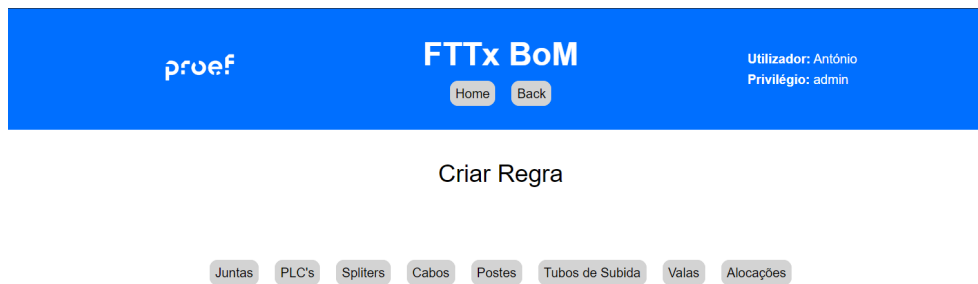 proef
FTTx BoM
Home Back
Utilizador: António
Privilégio: admin
Criar Regra
Juntas PLC's Spliters Cabos Postes Tubos de Subida Valas Alocações